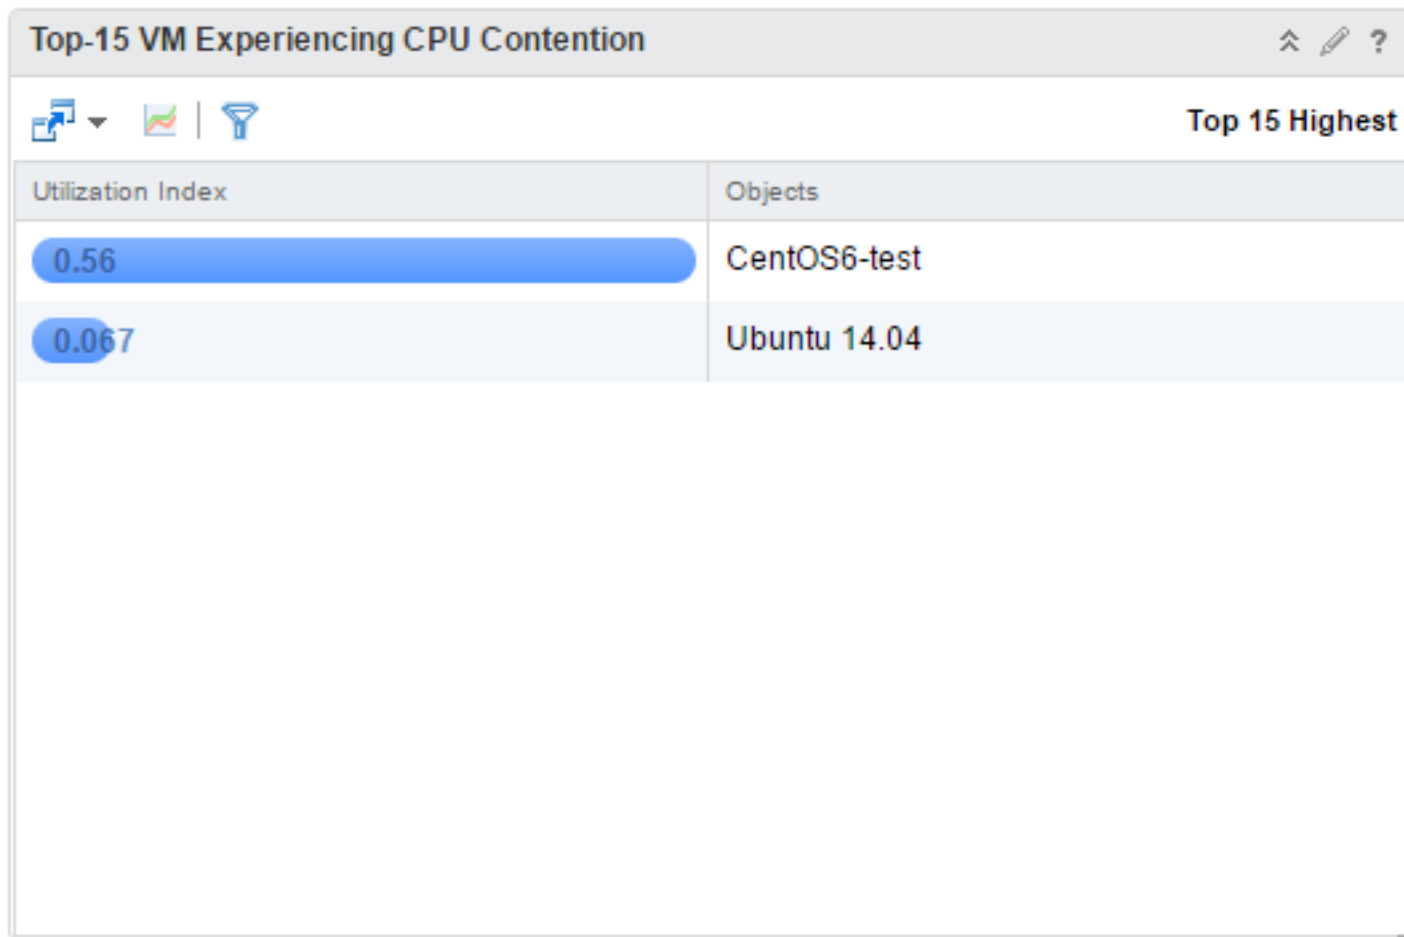 Top-15 VM Experiencing CPU Contention
?
Top 15 Highest
Utilization Index Objects
0.56 CentOS6-test
0.067 Ubuntu 14.04